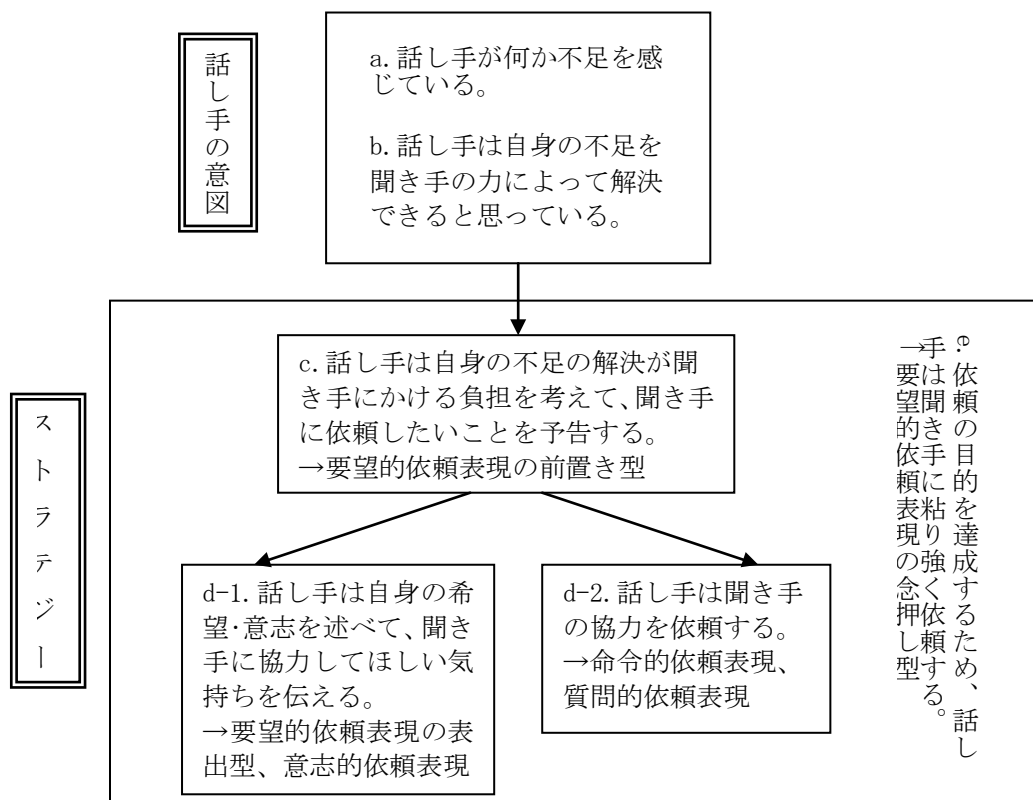 話し手の意図
a.話し手が何か不足を感
じている。
b.話し手は自身の不足を
聞き手の力によって解決
できると思っている。
ストラテジー
c.話し手は自身の不足の解決が聞
き手にかける負担を考えて、聞き手
に依頼したいことを予告する。
→要望的依頼表現の前置き型
d-1.話し手は自身の希
望・意志を述べて、聞き
手に協力してほしい気
持ちを伝える。
→要望的依頼表現の表
出型、意志的依頼表現
d-2.話し手は聞き手
の協力を依頼する。
→命令的依頼表現、
質問的依頼表現
e.依頼の目的を達成するため、話し
手は聞き手に粘り強く依頼する。
→要望的依頼表現の念押し型